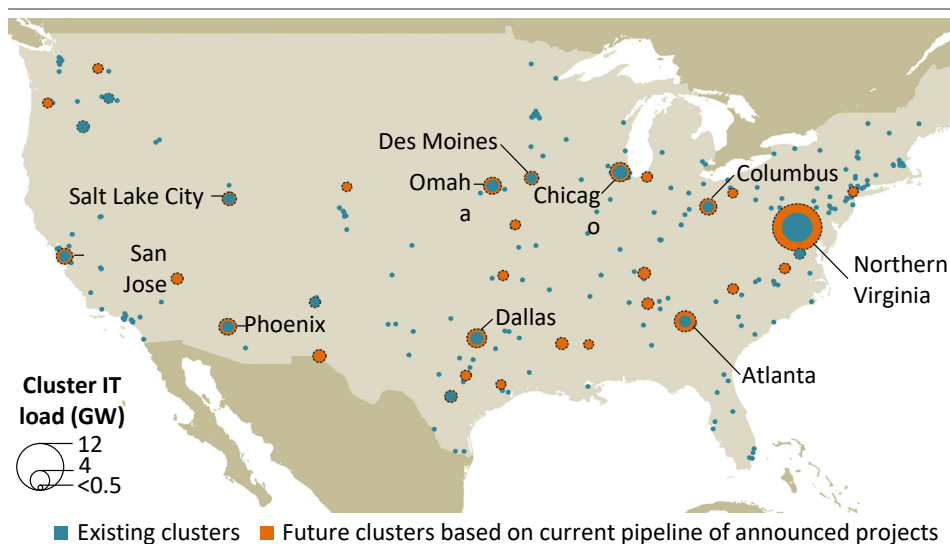 Des Moines
Omah
a
Chicag
o
Columbus
Salt Lake City
San
Jose
Northern
Virginia
Phoenix
Dallas
Atlanta
Cluster IT
load (GW)
12
4
<0.5
Existing clusters
Future clusters based on current pipeline of announced projects